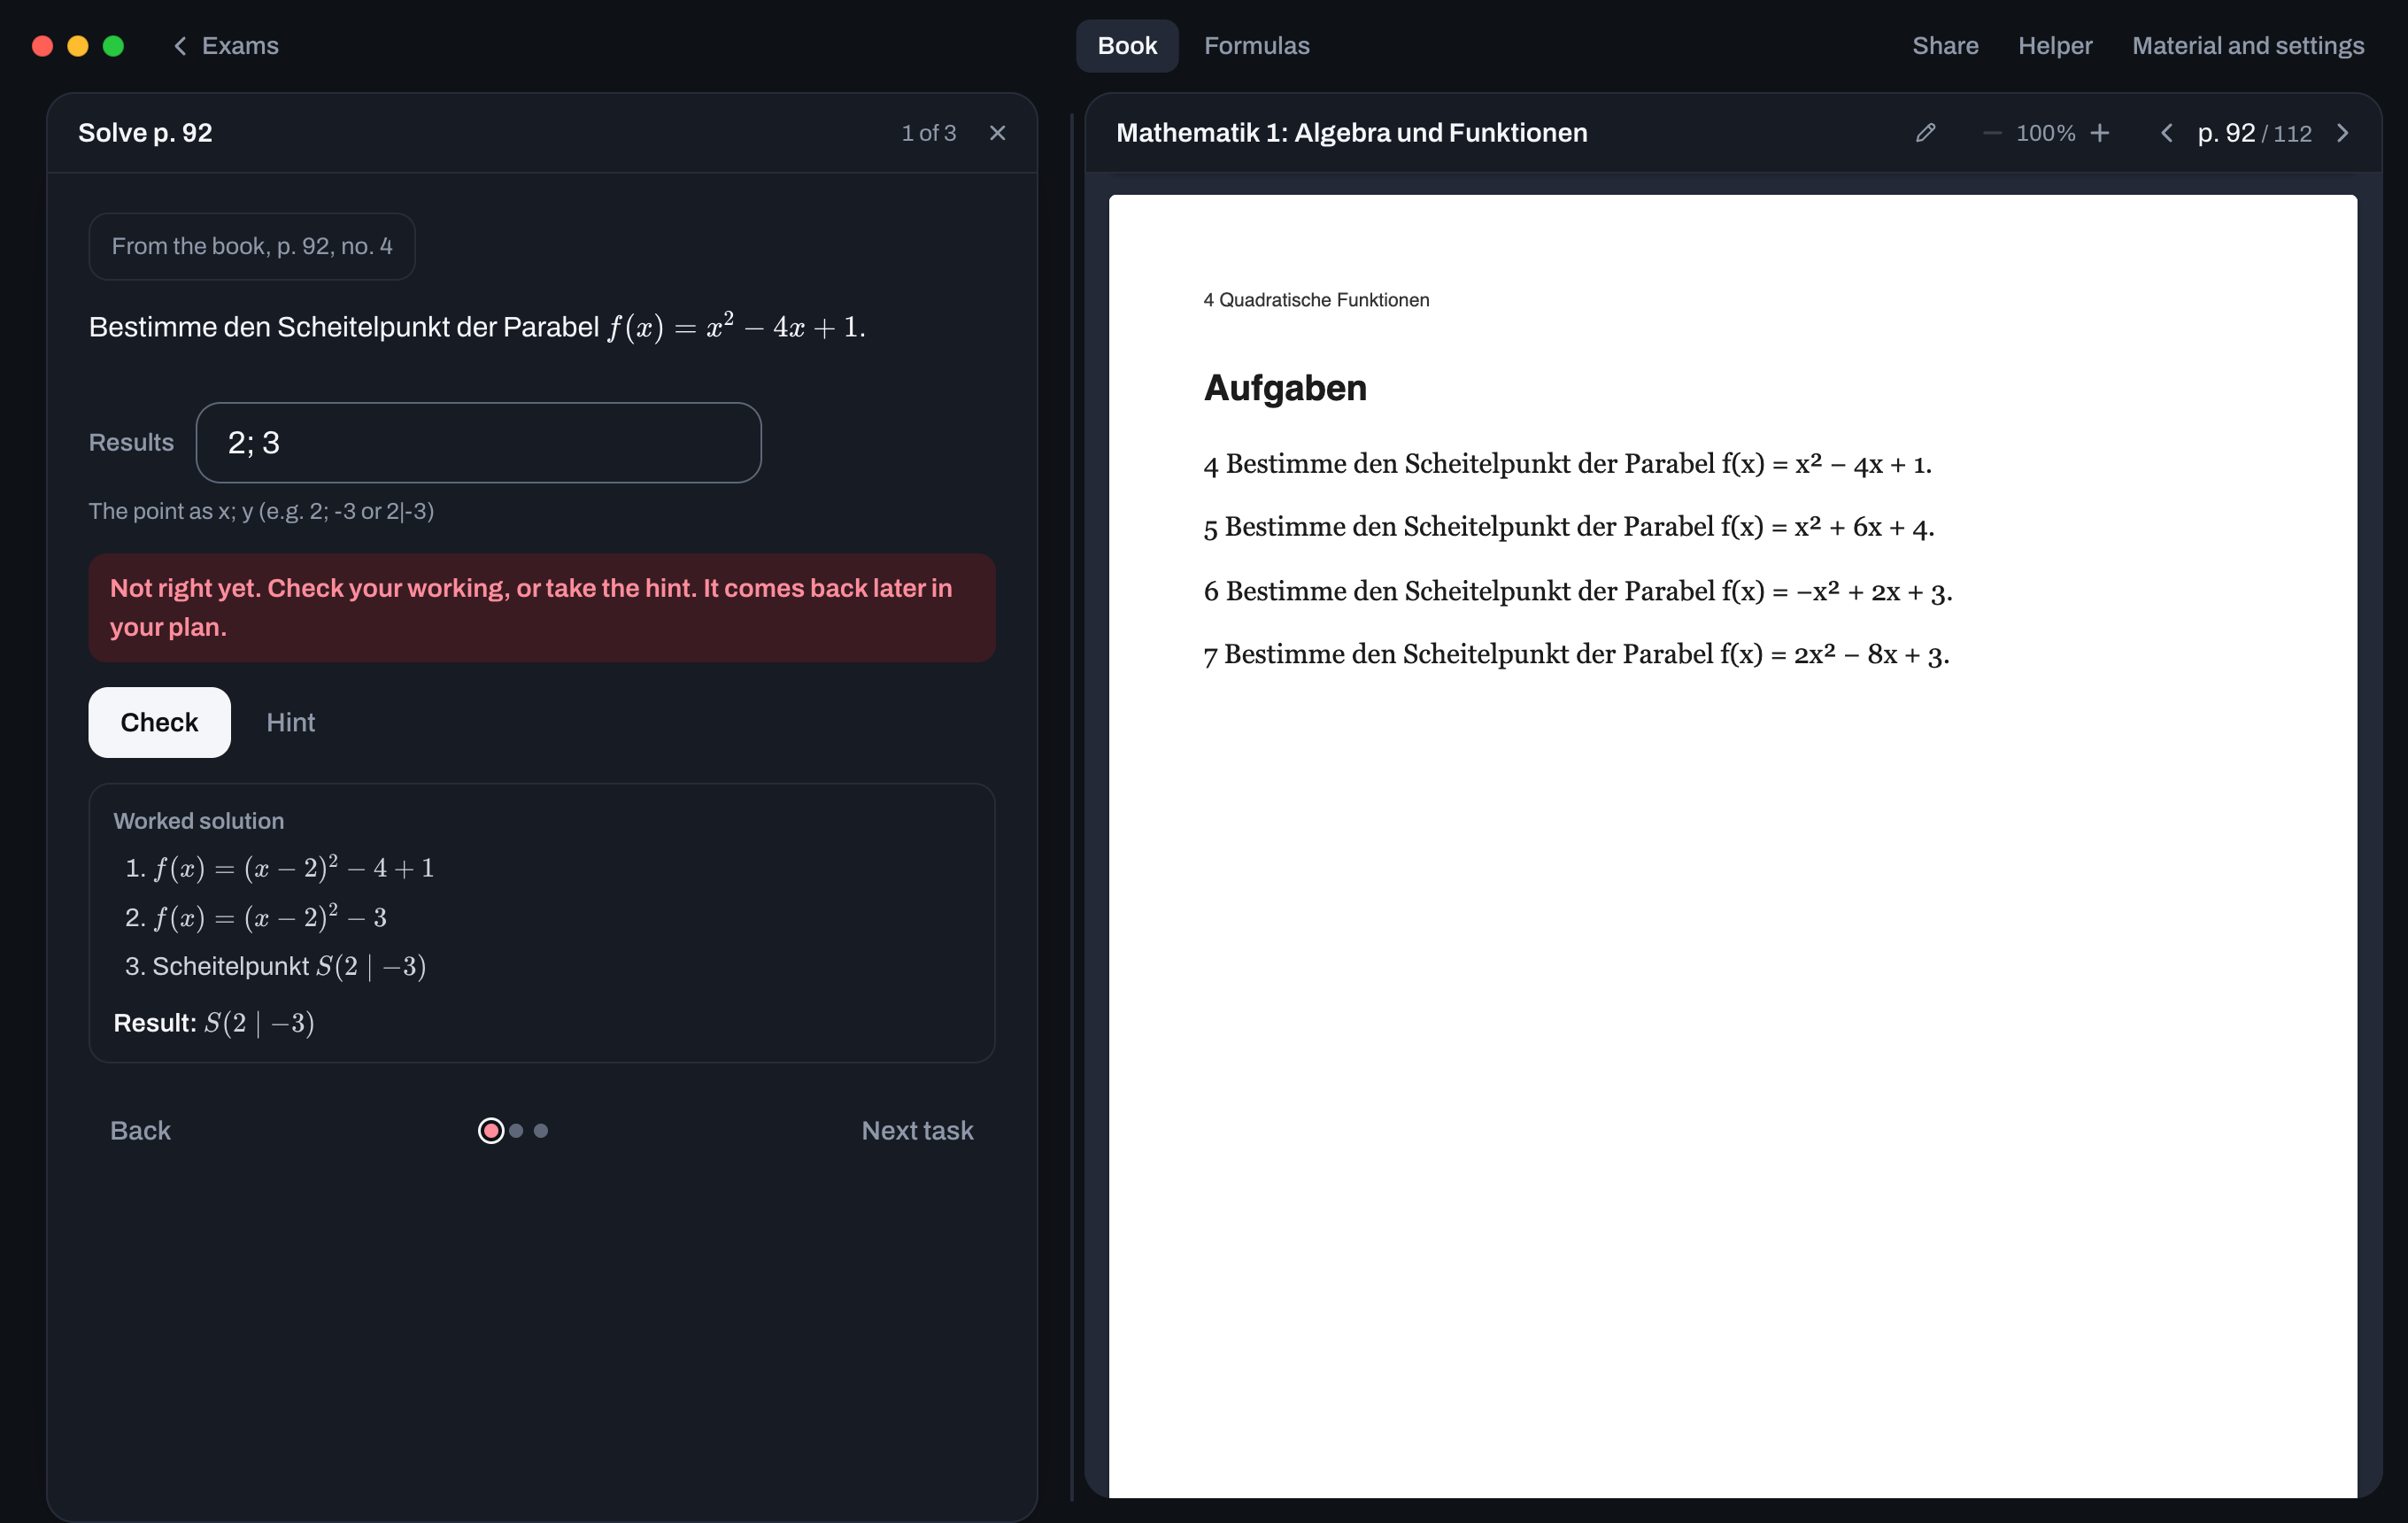 Exams
Book
Formulas
Share
Helper
Material and settings
Solve p. 92
1 of 3
From the book, p. 92, no. 4
Bestimme den Scheitelpunkt der Parabel f(x) = x² − 4x + 1.
Results
2; 3
The point as x; y (e.g. 2; -3 or 2|-3)
Not right yet. Check your working, or take the hint. It comes back later in
your plan.
Check
Hint
Worked solution
1. f(x) = (x − 2)² − 4 + 1
2. f(x) = (x − 2)² − 3
3. Scheitelpunkt S(2 | −3)
Result: S(2 | −3)
Back
Next task
Mathematik 1: Algebra und Funktionen
100%
p. 92 / 112
4 Quadratische Funktionen
Aufgaben
4 Bestimme den Scheitelpunkt der Parabel f(x) = x² − 4x + 1.
5 Bestimme den Scheitelpunkt der Parabel f(x) = x² + 6x + 4.
6 Bestimme den Scheitelpunkt der Parabel f(x) = −x² + 2x + 3.
7 Bestimme den Scheitelpunkt der Parabel f(x) = 2x² − 8x + 3.